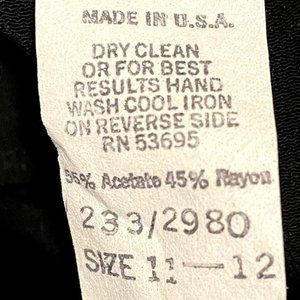 MADE IN U.S.A.
DRY CLEAN
OR FOR BEST
RESULTS HAND
WASH COOL IRON
ON REVERSE SIDE
RN 53695
55% Acetate 45% Rayon
233/2980
SIZE 11—12